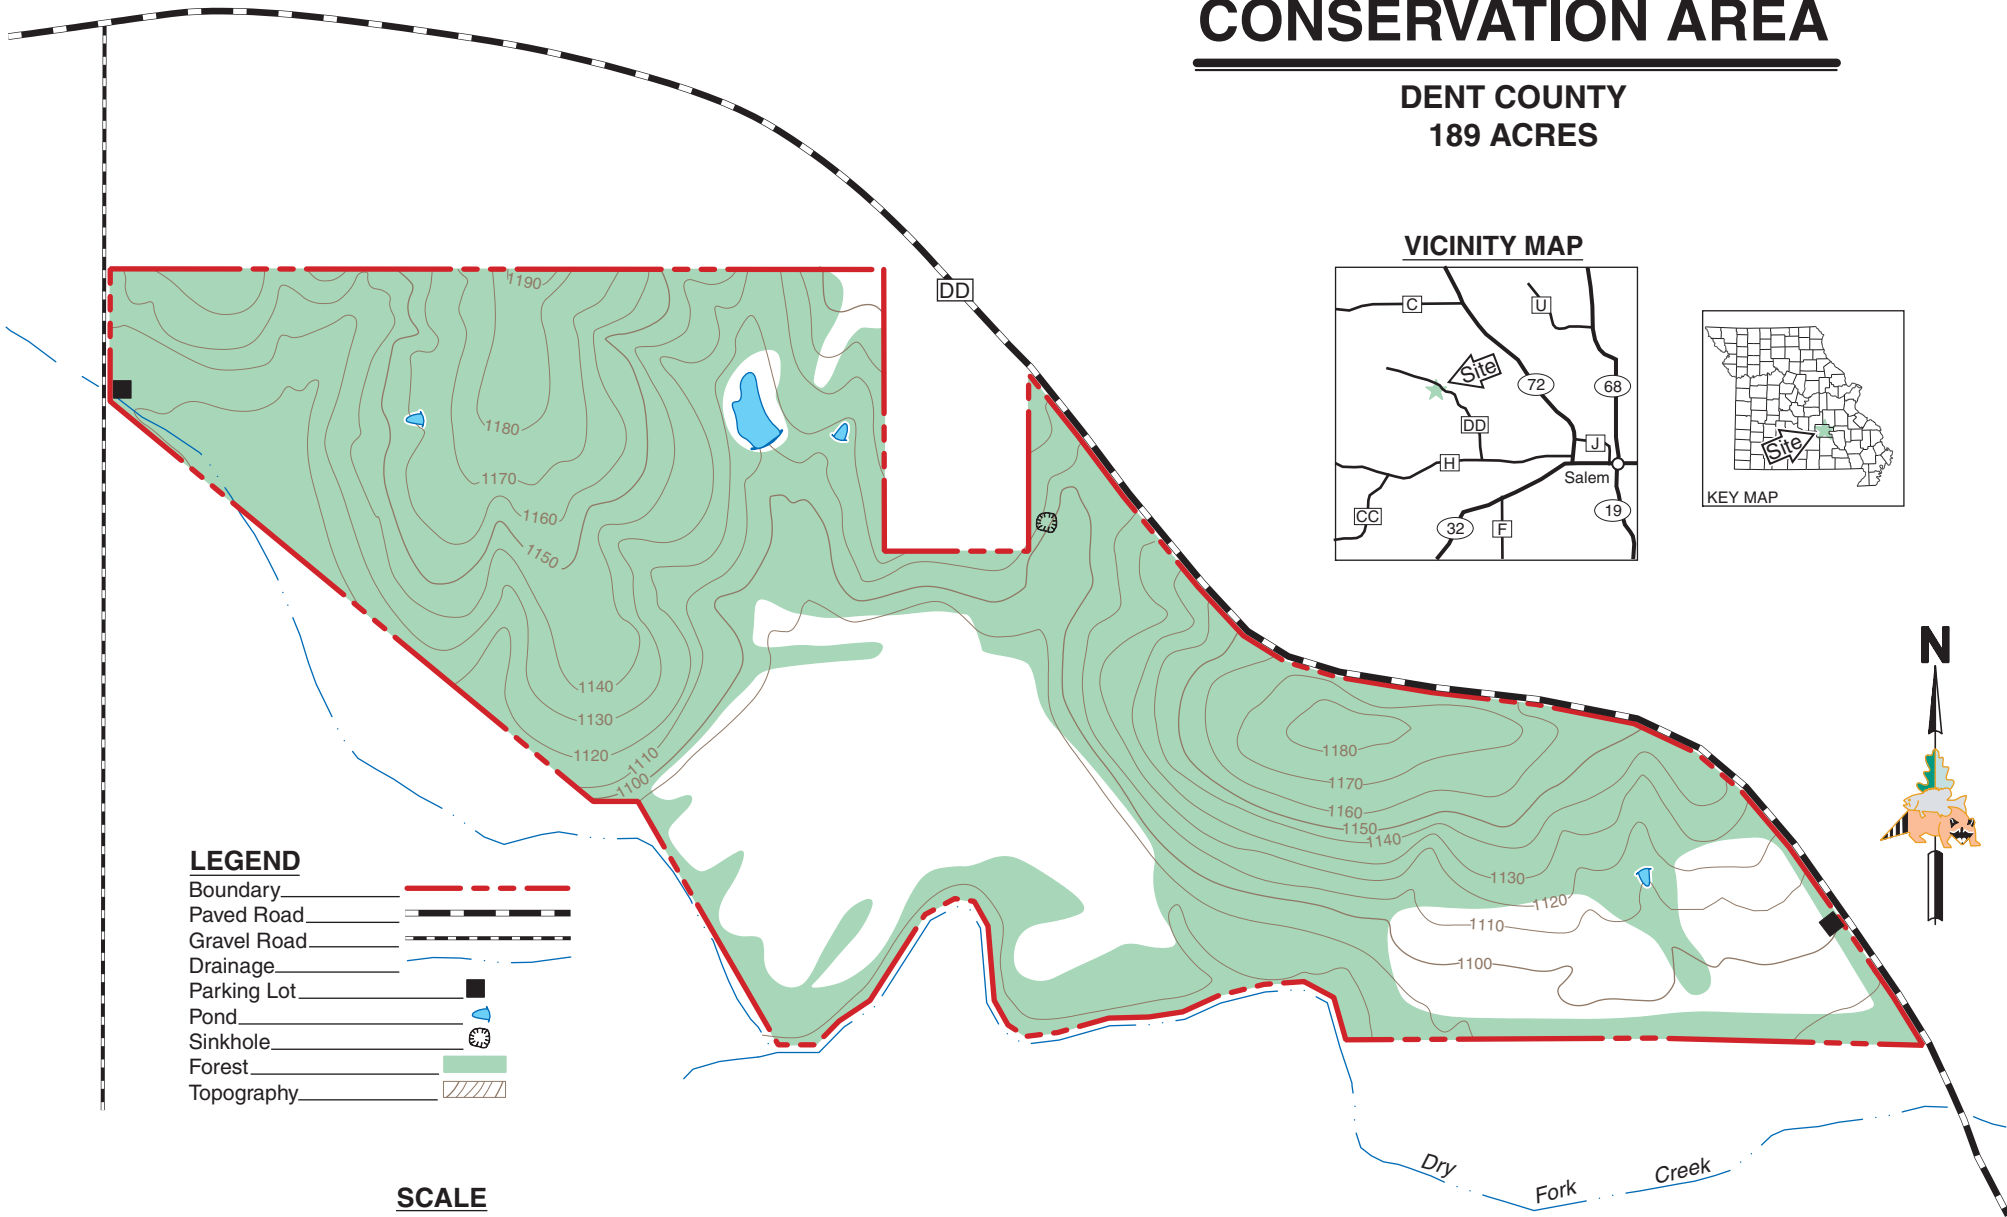 CONSERVATION AREA
DENT COUNTY
189 ACRES
VICINITY MAP
C
U
Site
72
68
DD
J
H
Salem
CC
32
F
19
Site
KEY MAP
DD
N
1190
1180
1170
1160
1150
1140
1130
1120
1110
1100
1180
1170
1160
1150
1140
1130
1120
1110
1100
LEGEND
Boundary
Paved Road
Gravel Road
Drainage
Parking Lot
Pond
Sinkhole
Forest
Topography
Dry Fork Creek
SCALE